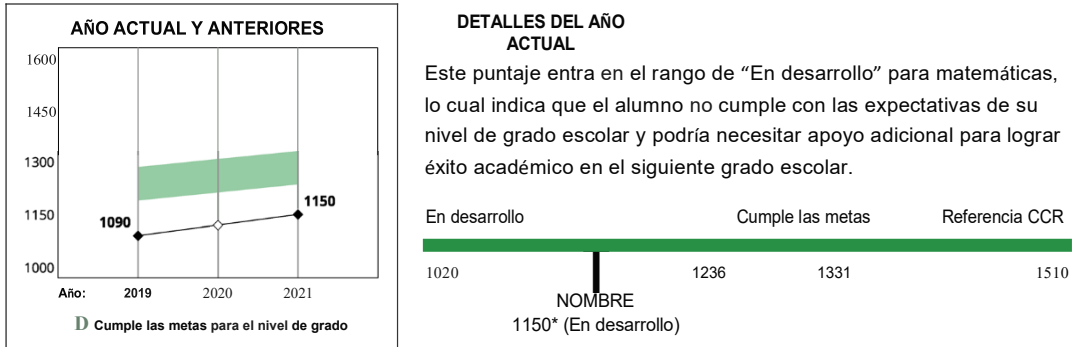 AÑO ACTUAL Y ANTERIORES
1600
1450
1300
1150
1000
1090
1150
Año: 2019 2020 2021
D Cumple las metas para el nivel de grado
DETALLES DEL AÑO
ACTUAL
Este puntaje entra en el rango de “En desarrollo” para matemáticas,
lo cual indica que el alumno no cumple con las expectativas de su
nivel de grado escolar y podría necesitar apoyo adicional para lograr
éxito académico en el siguiente grado escolar.
En desarrollo Cumple las metas Referencia CCR
1020 1236 1331 1510
NOMBRE
1150* (En desarrollo)